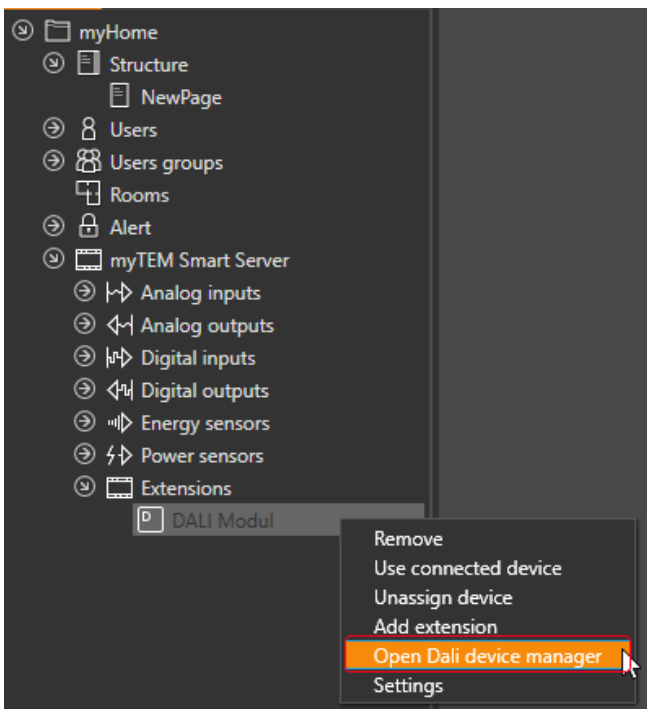 myHome
Structure
NewPage
Users
Users groups
Rooms
Alert
myTEM Smart Server
Analog inputs
Analog outputs
Digital inputs
Digital outputs
Energy sensors
Power sensors
Extensions
D DALI Modul
Remove
Use connected device
Unassign device
Add extension
Open Dali device manager
Settings